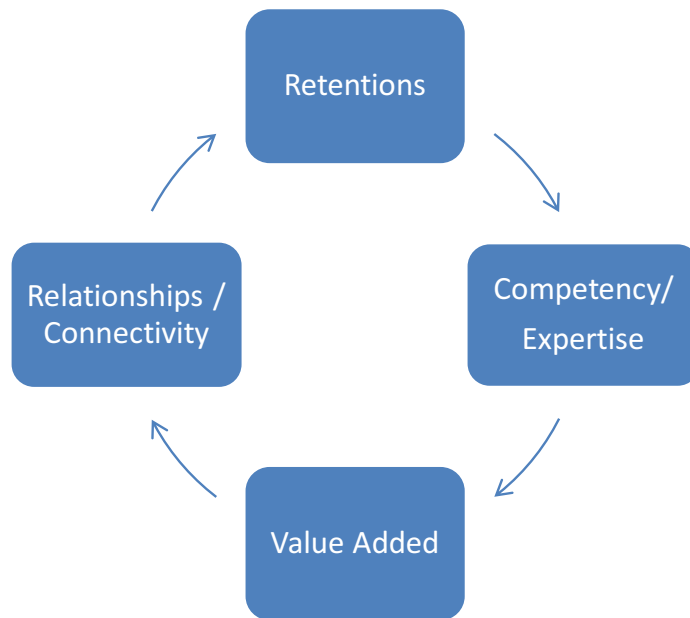 Retentions
Relationships /
Connectivity
Competency/
Expertise
Value Added